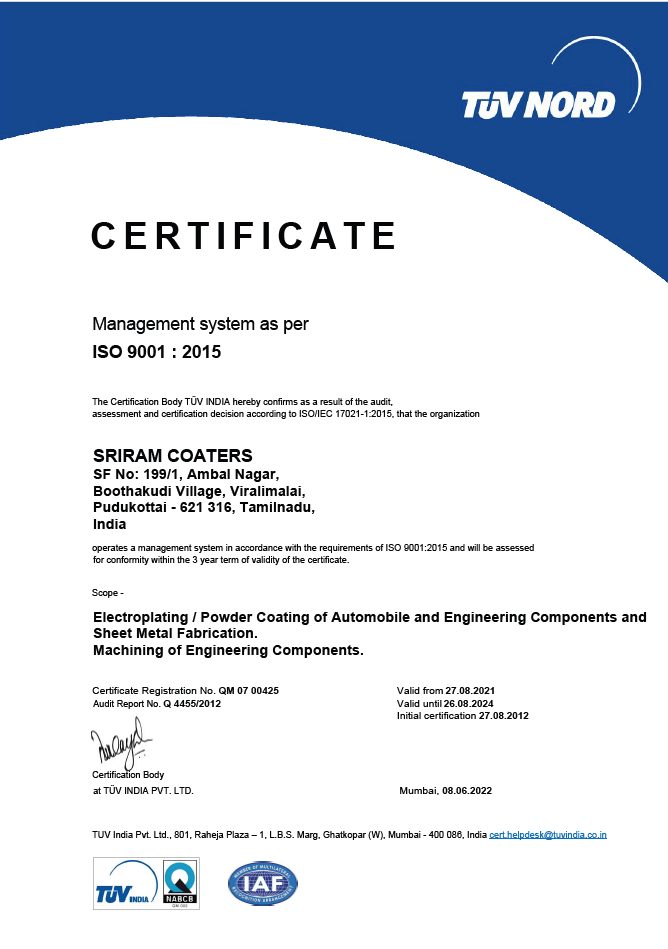 TÜV NORD
CERTIFICATE
Management system as per
ISO 9001 : 2015
The Certification Body TÜV INDIA hereby confirms as a result of the audit,
assessment and certification decision according to ISO/IEC 17021-1:2015, that the organization
SRIRAM COATERS
SF No: 199/1, Ambal Nagar,
Boothakudi Village, Viralimalai,
Pudukottai - 621 316, Tamilnadu,
India
operates a management system in accordance with the requirements of ISO 9001:2015 and will be assessed
for conformity within the 3 year term of validity of the certificate.
Scope -
Electroplating / Powder Coating of Automobile and Engineering Components and
Sheet Metal Fabrication.
Machining of Engineering Components.
Certificate Registration No. QM 07 00425
Audit Report No. Q 4455/2012
Valid from 27.08.2021
Valid until 26.08.2024
Initial certification 27.08.2012
Certification Body
at TÜV INDIA PVT. LTD.
Mumbai, 08.06.2022
TUV India Pvt. Ltd., 801, Raheja Plaza – 1, L.B.S. Marg, Ghatkopar (W), Mumbai - 400 086, India cert.helpdesk@tuvindia.co.in
TÜV INDIA
NABCB
MEMBER OF MULTILATERAL
IAF
RECOGNITION ARRANGEMENT